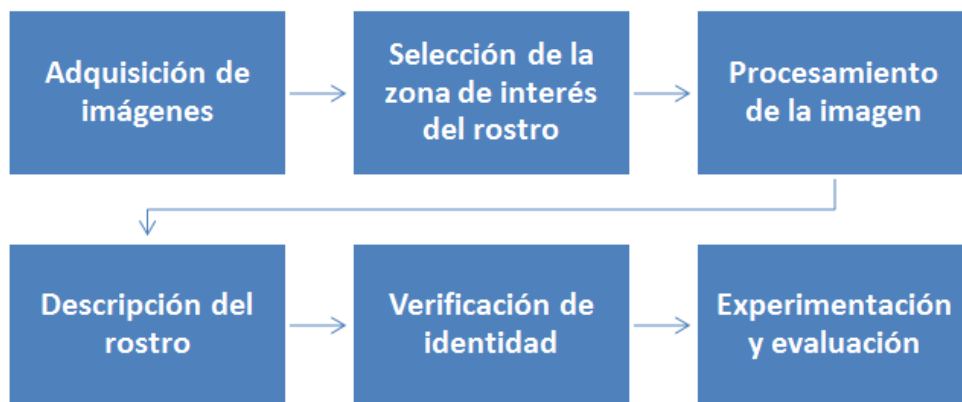 Adquisición de
imágenes
Selección de la
zona de interés
del rostro
Procesamiento
de la imagen
Descripción del
rostro
Verificación de
identidad
Experimentación
y evaluación